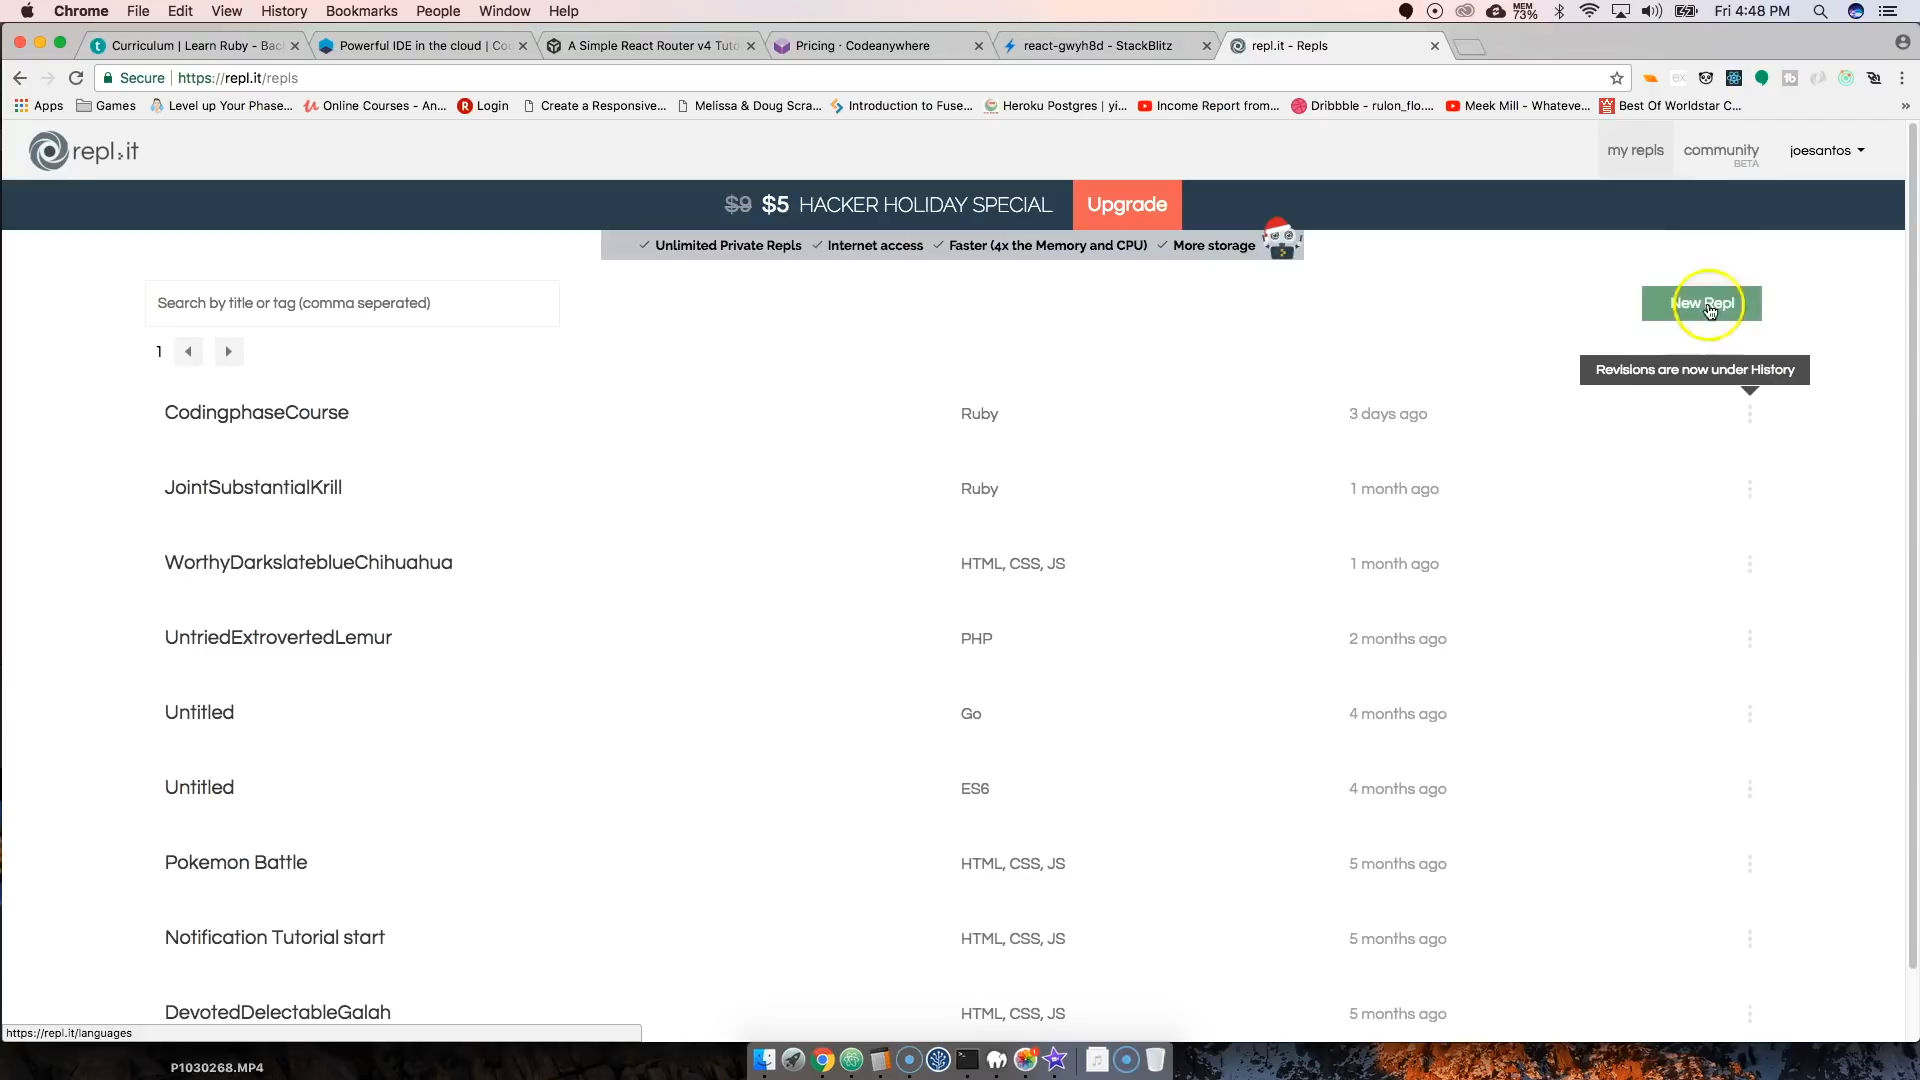 Chrome File Edit View History Bookmarks People Window Help MEM 73% Fri 4:48 PM
Curriculum | Learn Ruby - Bac Powerful IDE in the cloud | Co A Simple React Router v4 Tuto Pricing · Codeanywhere react-gwyh8d - StackBlitz repl.it - Repls
Secure https://repl.it/repls
Apps Games Level up Your Phase... Online Courses - An... Login Create a Responsive... Melissa & Doug Scra... Introduction to Fuse... Heroku Postgres | yi... Income Report from... Dribbble - rulon_flo.... Meek Mill - Whateve... Best Of Worldstar C... »
repl.it my repls community joesantos
BETA
$9 $5 HACKER HOLIDAY SPECIAL Upgrade
✓ Unlimited Private Repls ✓ Internet access ✓ Faster (4x the Memory and CPU) ✓ More storage
Search by title or tag (comma seperated) New Repl
1
Revisions are now under History
CodingphaseCourse Ruby 3 days ago
JointSubstantialKrill Ruby 1 month ago
WorthyDarkslateblueChihuahua HTML, CSS, JS 1 month ago
UntriedExtrovertedLemur PHP 2 months ago
Untitled Go 4 months ago
Untitled ES6 4 months ago
Pokemon Battle HTML, CSS, JS 5 months ago
Notification Tutorial start HTML, CSS, JS 5 months ago
DevotedDelectableGalah HTML, CSS, JS 5 months ago
https://repl.it/languages
P1030268.MP4